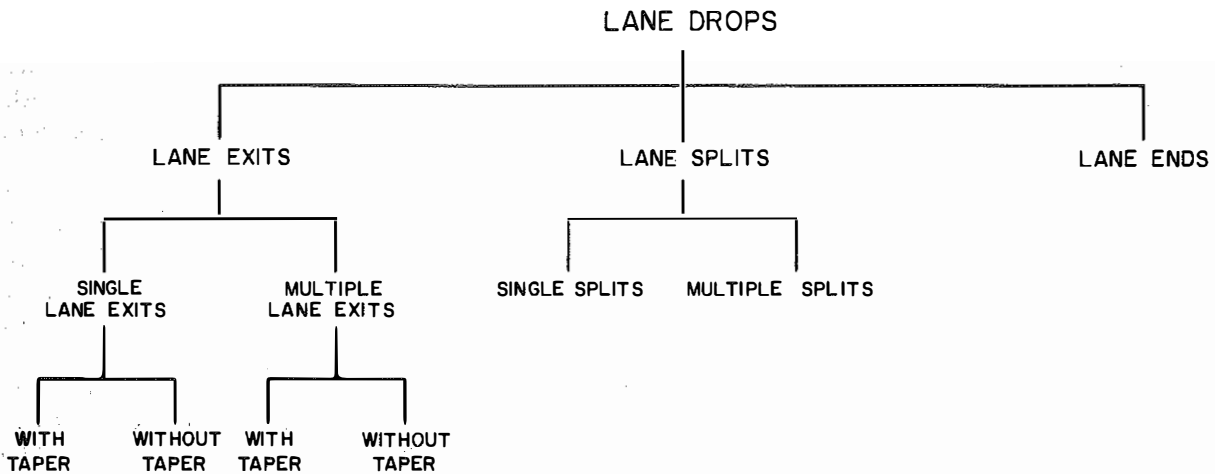 LANE DROPS
LANE EXITS
LANE SPLITS
LANE ENDS
SINGLE
LANE EXITS
MULTIPLE
LANE EXITS
SINGLE SPLITS
MULTIPLE SPLITS
WITH
TAPER
WITHOUT
TAPER
WITH
TAPER
WITHOUT
TAPER